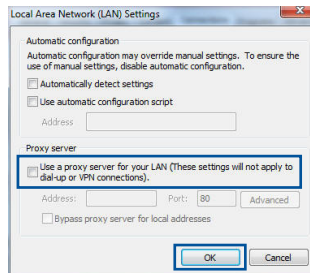 Local Area Network (LAN) Settings
Automatic configuration
Automatic configuration may override manual settings. To ensure the
use of manual settings, disable automatic configuration.
Automatically detect settings
Use automatic configuration script
Address
Proxy server
Use a proxy server for your LAN (These settings will not apply to
dial-up or VPN connections).
Address:
Port: 80
Advanced
Bypass proxy server for local addresses
OK
Cancel